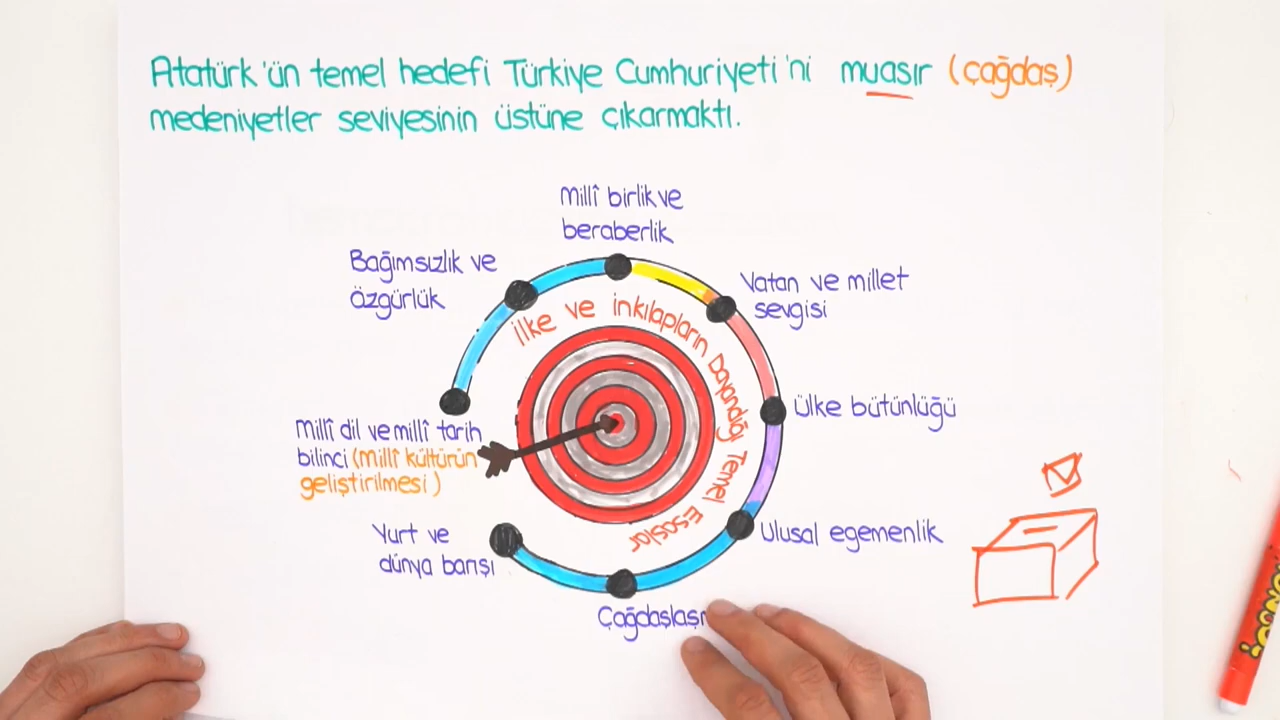 Atatürk'ün temel hedefi Türkiye Cumhuriyeti'ni muasır (çağdaş)
medeniyetler seviyesinin üstüne çıkarmaktı.
Millî birlik ve
beraberlik
Bağımsızlık ve
özgürlük
Vatan ve millet
sevgisi
İlke ve inkılapların Dayandığı Temel Esaslar
Ülke bütünlüğü
Millî dil ve millî tarih
bilinci (millî kültürün
geliştirilmesi)
Yurt ve
dünya barışı
Ulusal egemenlik